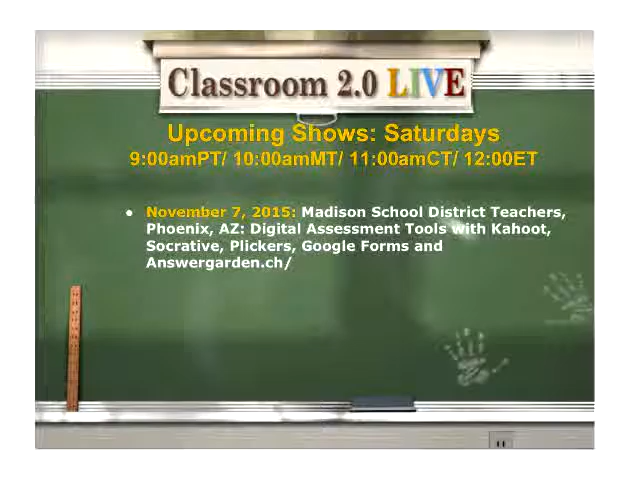 Classroom 2.0 LIVE
Upcoming Shows: Saturdays
9:00amPT/ 10:00amMT/ 11:00amCT/ 12:00ET
• November 7, 2015: Madison School District Teachers,
Phoenix, AZ: Digital Assessment Tools with Kahoot,
Socrative, Plickers, Google Forms and
Answergarden.ch/